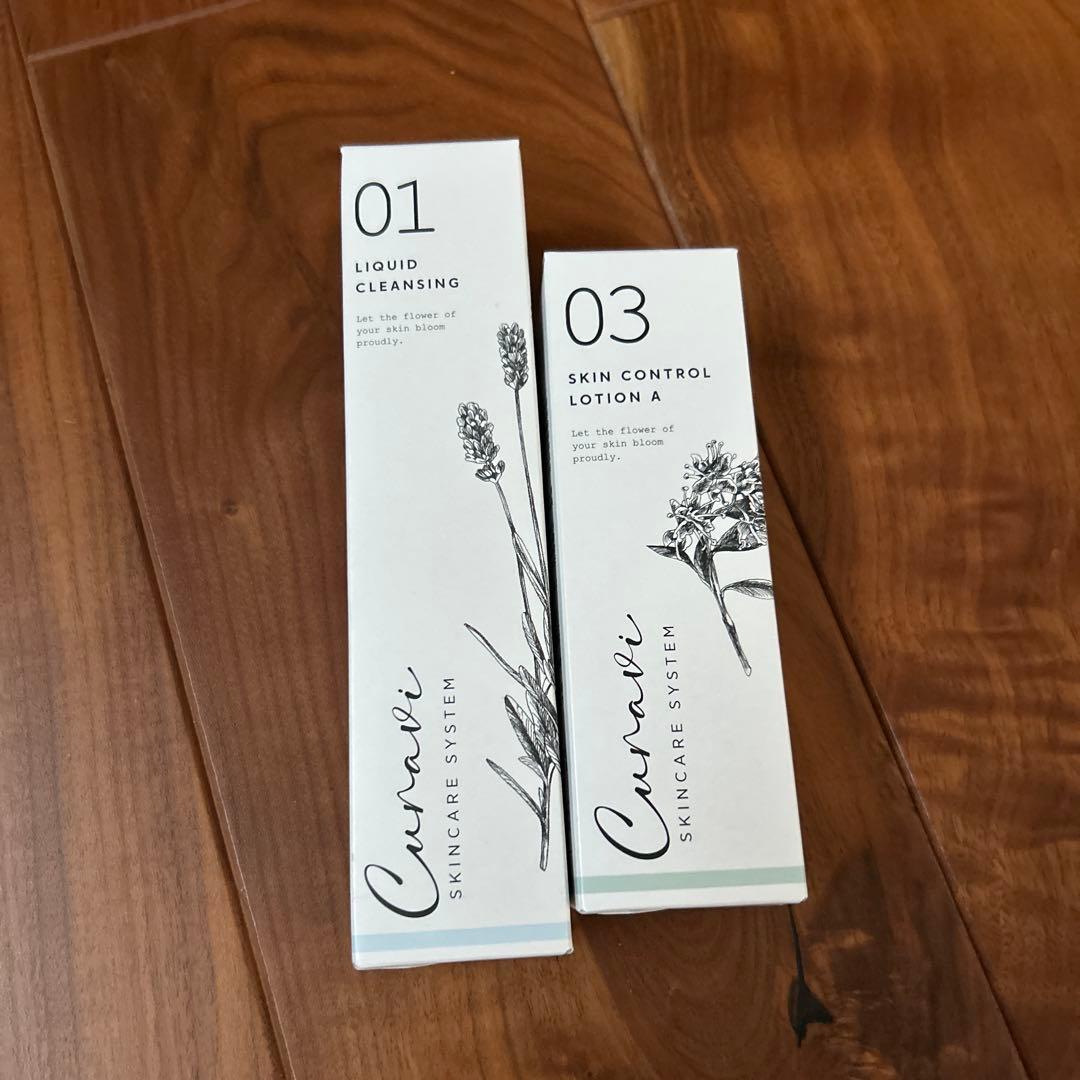 01
LIQUID
CLEANSING
Let the flower of
your skin bloom
proudly.
Curavi
SKINCARE SYSTEM
03
SKIN CONTROL
LOTION A
Let the flower of
your skin bloom
proudly.
Curavi
SKINCARE SYSTEM